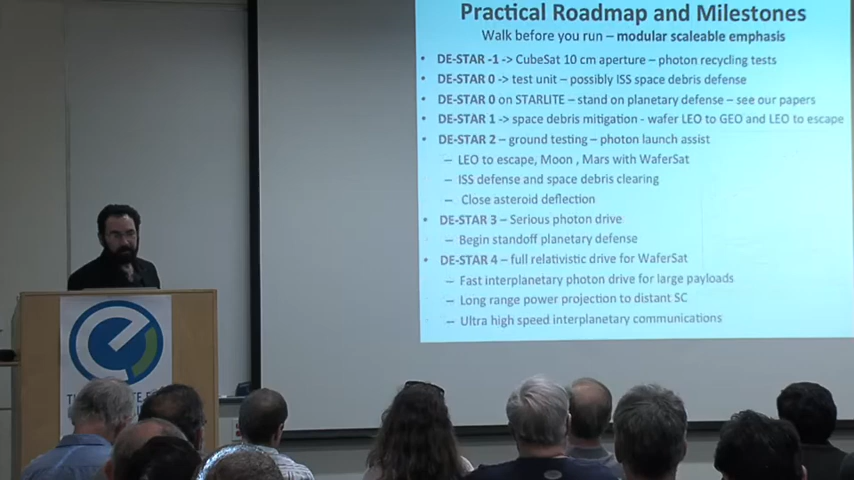 Practical Roadmap and Milestones
Walk before you run – modular scaleable emphasis
• DE-STAR -1 -> CubeSat 10 cm aperture – photon recycling tests
• DE-STAR 0 -> test unit – possibly ISS space debris defense
• DE-STAR 0 on STARLITE – stand on planetary defense – see our papers
• DE-STAR 1 -> space debris mitigation - wafer LEO to GEO and LEO to escape
• DE-STAR 2 – ground testing – photon launch assist
– LEO to escape, Moon , Mars with WaferSat
– ISS defense and space debris clearing
– Close asteroid deflection
• DE-STAR 3 – Serious photon drive
– Begin standoff planetary defense
• DE-STAR 4 – full relativistic drive for WaferSat
– Fast interplanetary photon drive for large payloads
– Long range power projection to distant SC
– Ultra high speed interplanetary communications